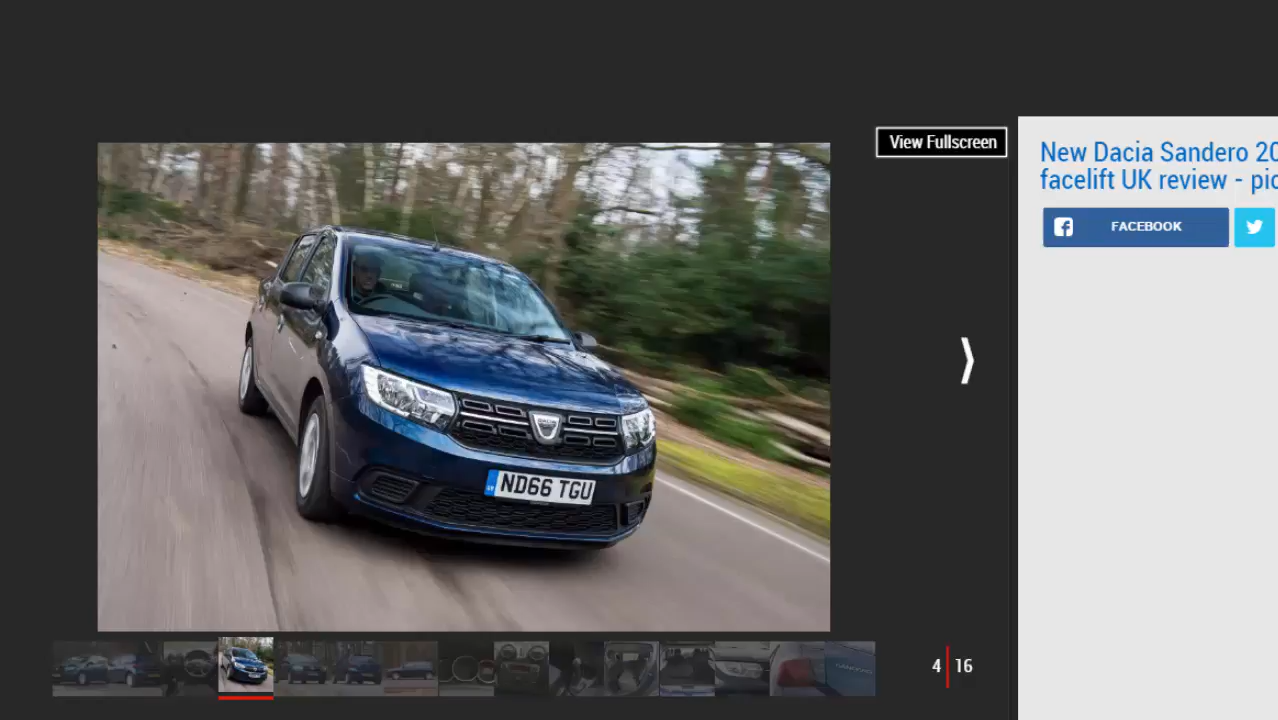 View Fullscreen
New Dacia Sandero 20
facelift UK review - pic
FACEBOOK
ND66 TGU
4 16